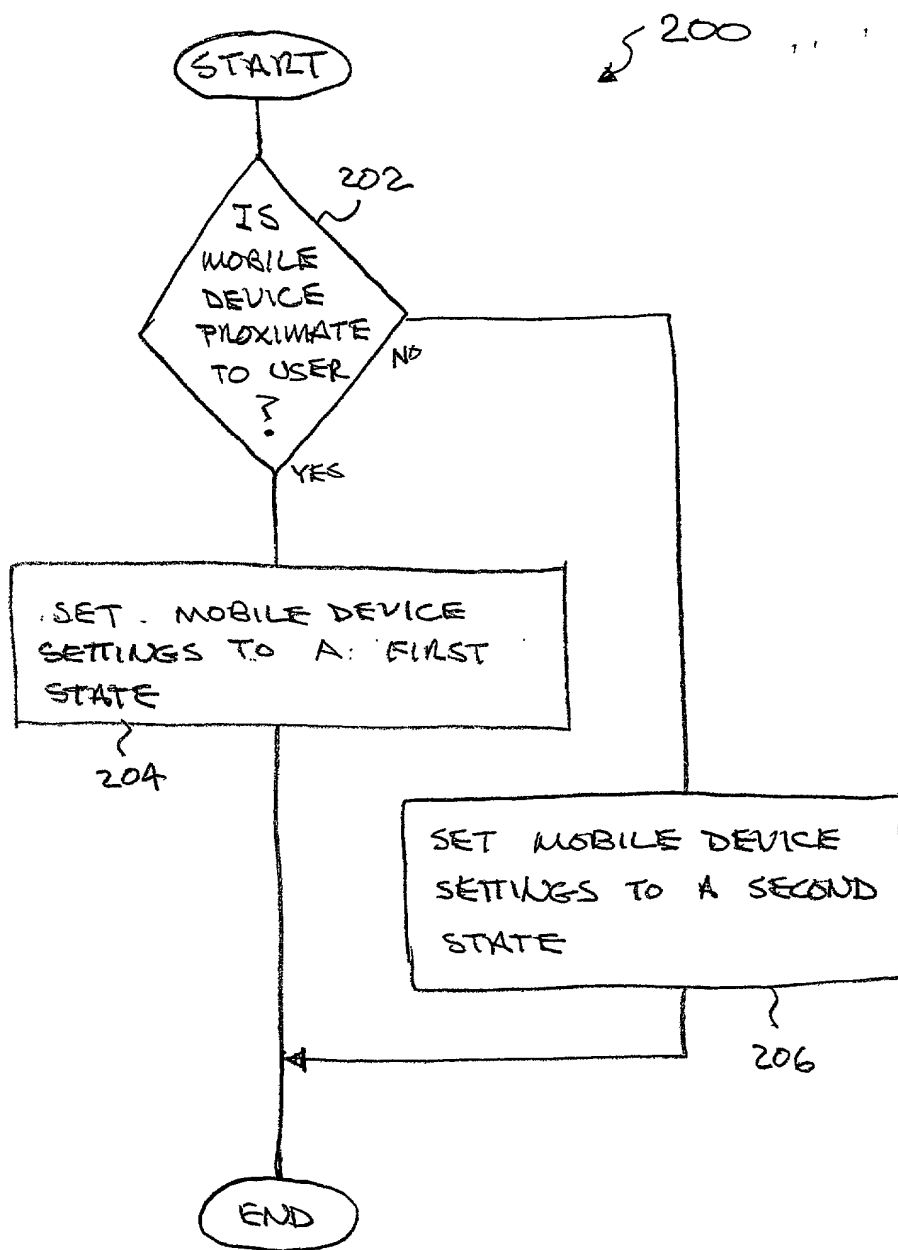 200
START
202
IS
MOBILE
DEVICE
PROXIMATE
TO USER
?
NO
YES
SET MOBILE DEVICE
SETTINGS TO A FIRST
STATE
204
SET MOBILE DEVICE
SETTINGS TO A SECOND
STATE
206
END